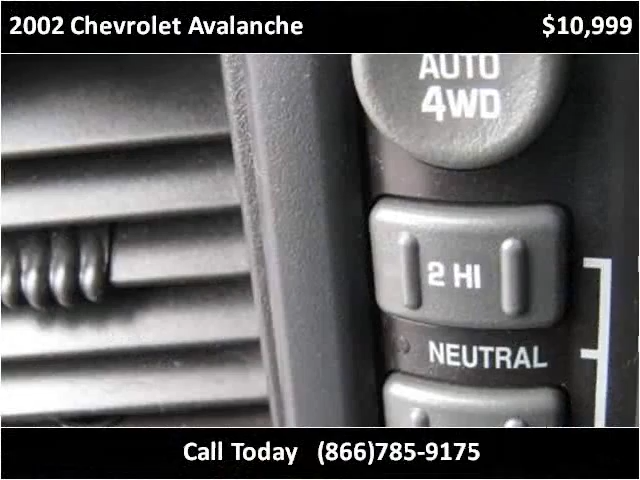 2002 Chevrolet Avalanche $10,999
AUTO
4WD
2 HI
NEUTRAL
Call Today (866)785-9175